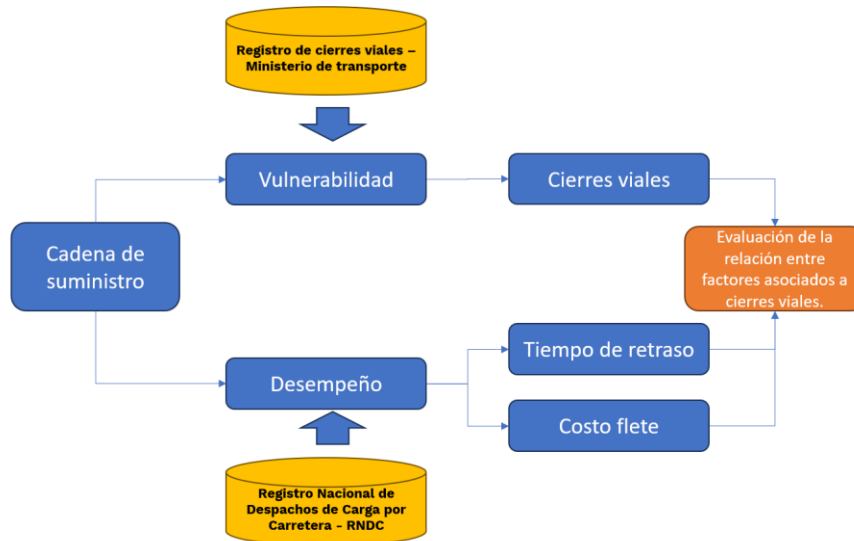 Registro de cierres viales –
Ministerio de transporte
Vulnerabilidad
Cierres viales
Cadena de
suministro
Evaluación de la
relación entre
factores asociados a
cierres viales.
Tiempo de retraso
Desempeño
Costo flete
Registro Nacional de
Despachos de Carga por
Carretera - RNDC